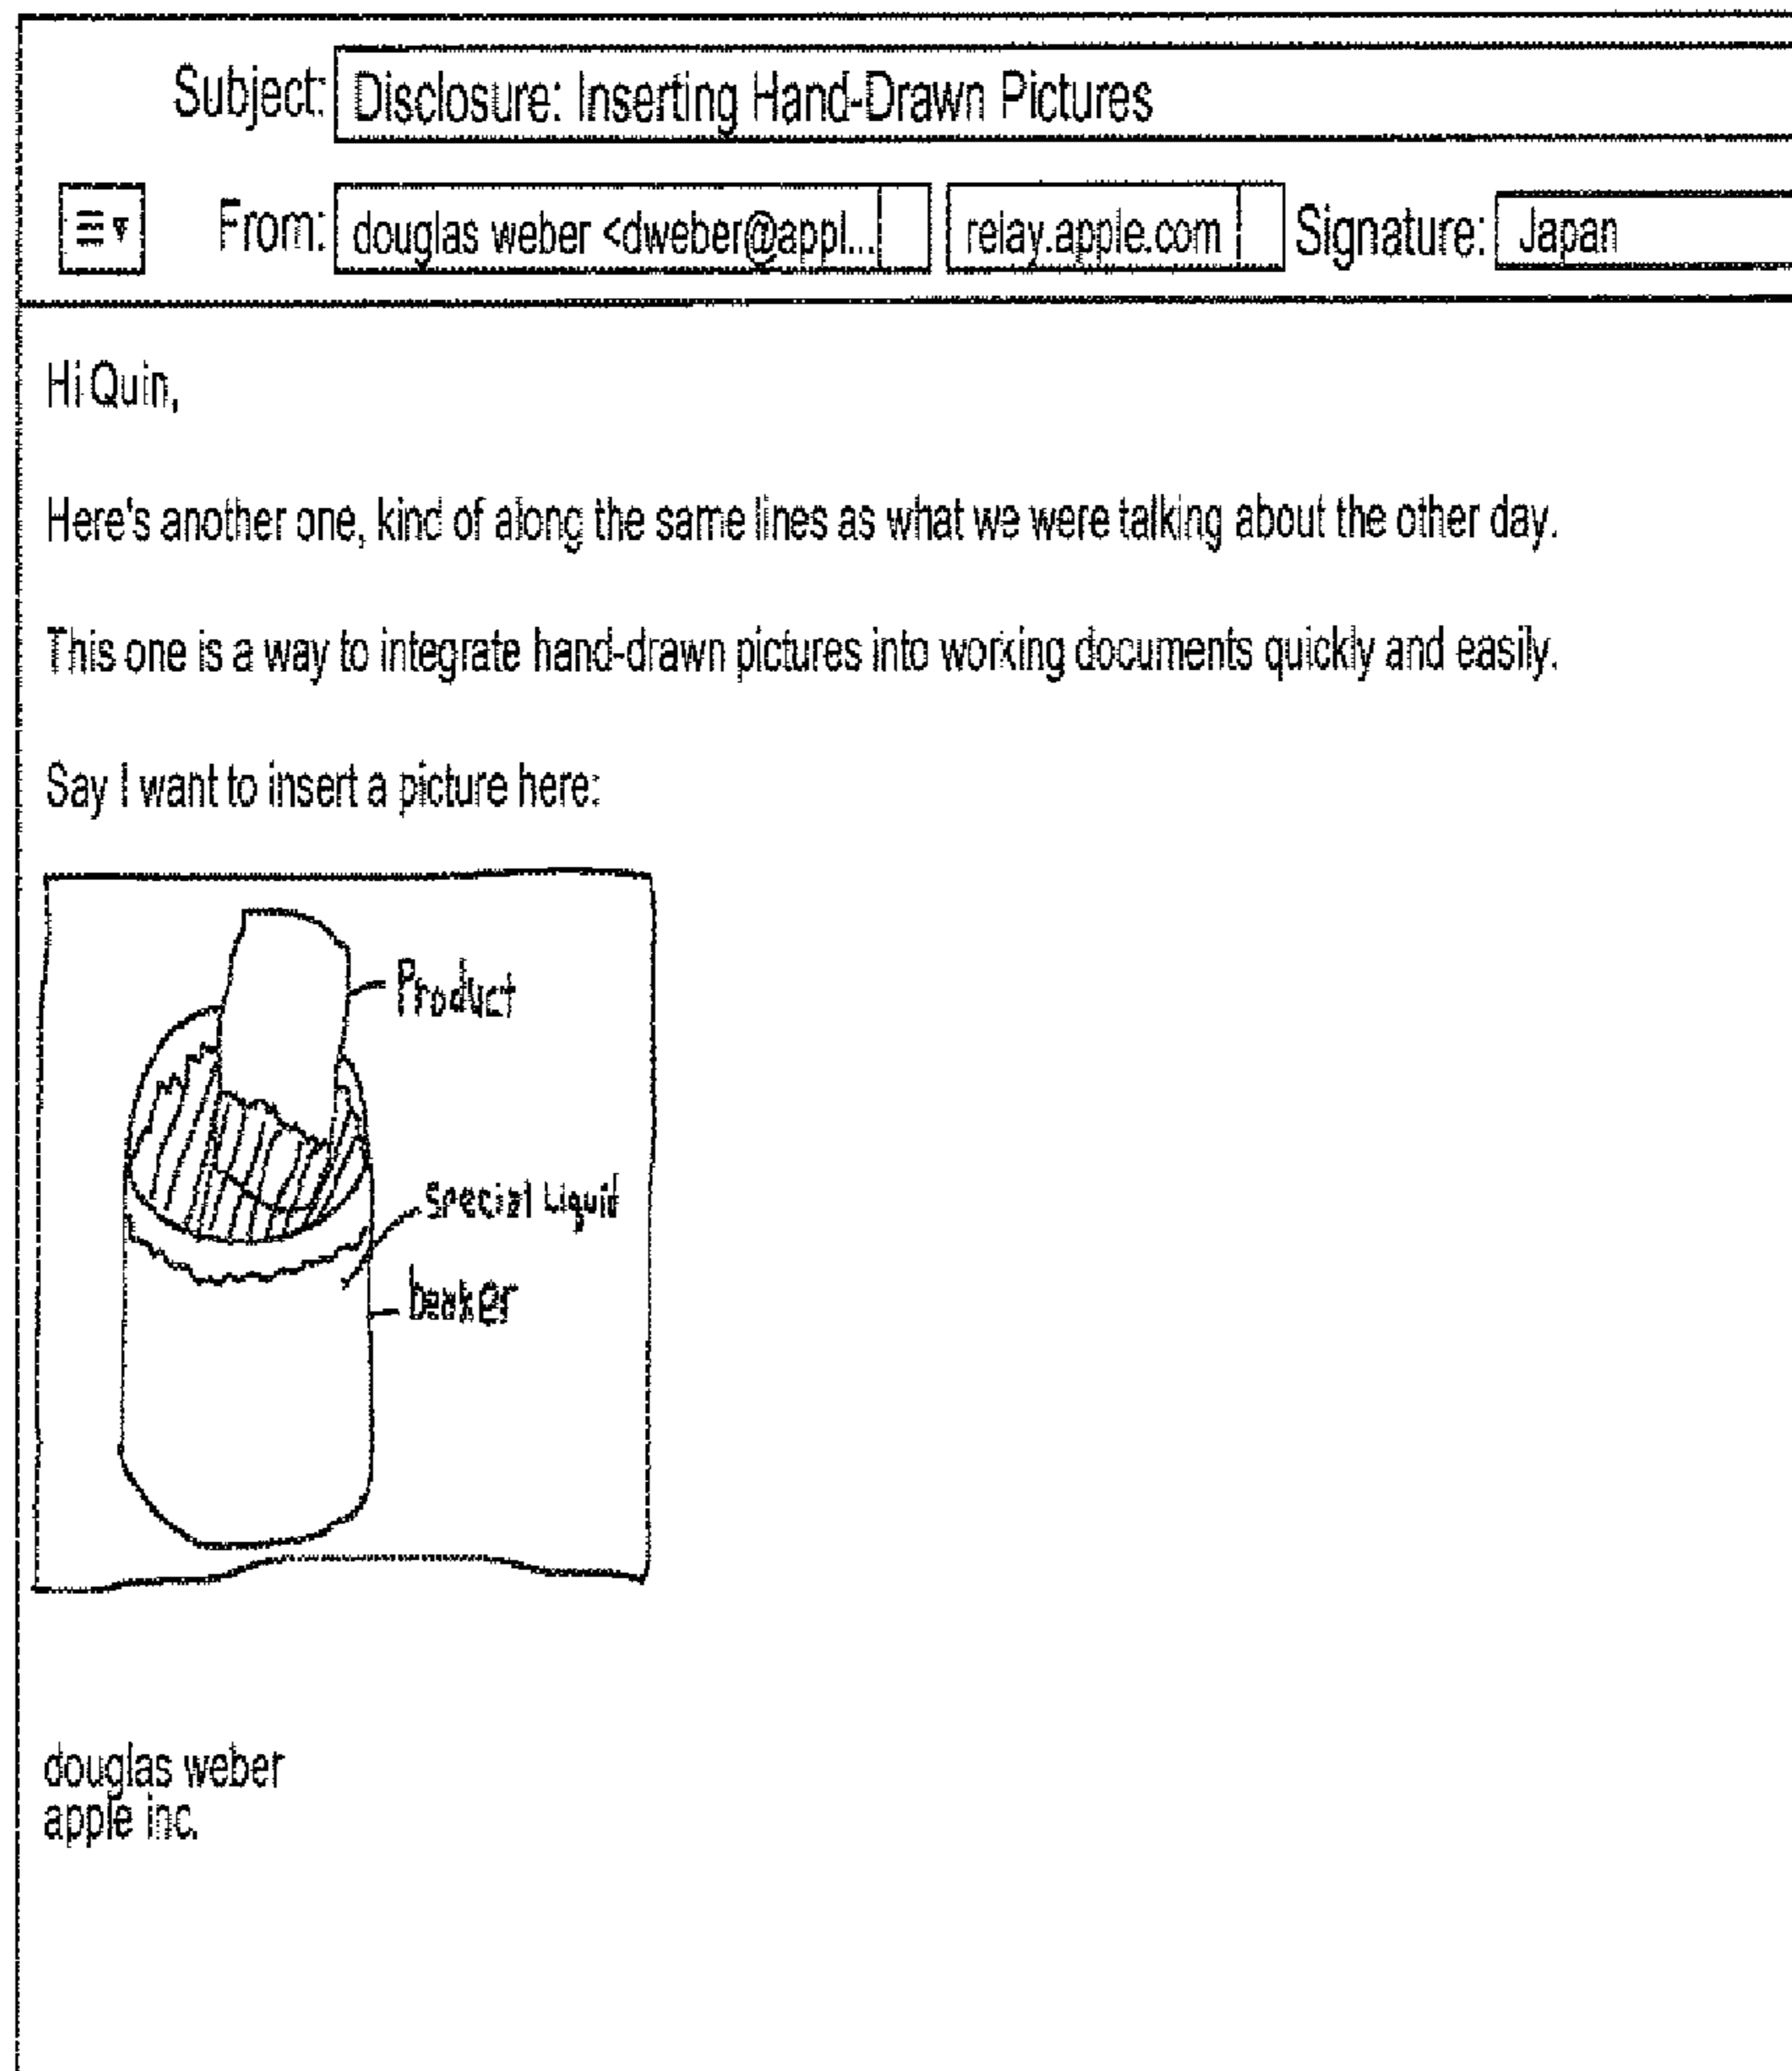 Subject: Disclosure: Inserting Hand-Drawn Pictures
From: douglas weber <dweber@appl... relay.apple.com Signature: Japan
Hi Quin,
Here's another one, kind of along the same lines as what we were talking about the other day.
This one is a way to integrate hand-drawn pictures into working documents quickly and easily.
Say I want to insert a picture here:
Product
special Liquid
beaker
douglas weber
apple inc.